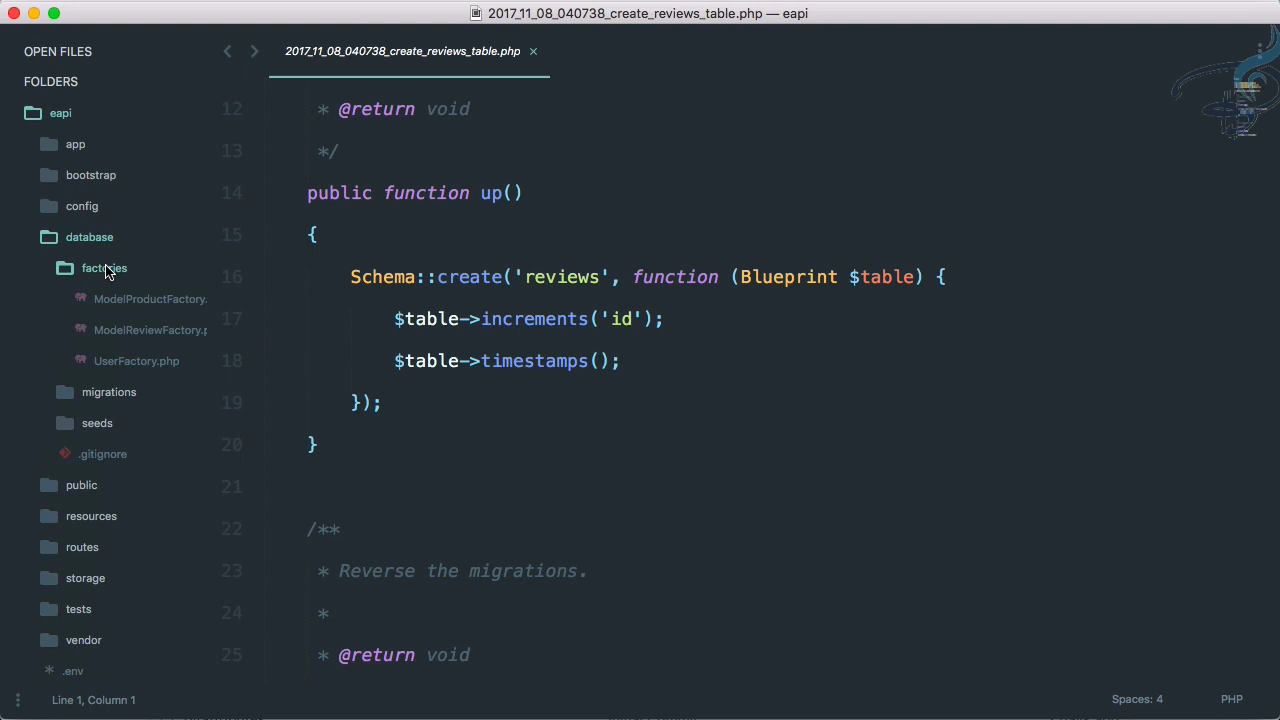 2017_11_08_040738_create_reviews_table.php — eapi
OPEN FILES
FOLDERS
eapi
app
bootstrap
config
database
factories
ModelProductFactory.
ModelReviewFactory.p
UserFactory.php
migrations
seeds
.gitignore
public
resources
routes
storage
tests
vendor
.env
2017_11_08_040738_create_reviews_table.php ×
12 * @return void
13 */
14 public function up()
15 {
16 Schema::create('reviews', function (Blueprint $table) {
17 $table->increments('id');
18 $table->timestamps();
19 });
20 }
21
22 /**
23 * Reverse the migrations.
24 *
25 * @return void
Line 1, Column 1
Spaces: 4
PHP